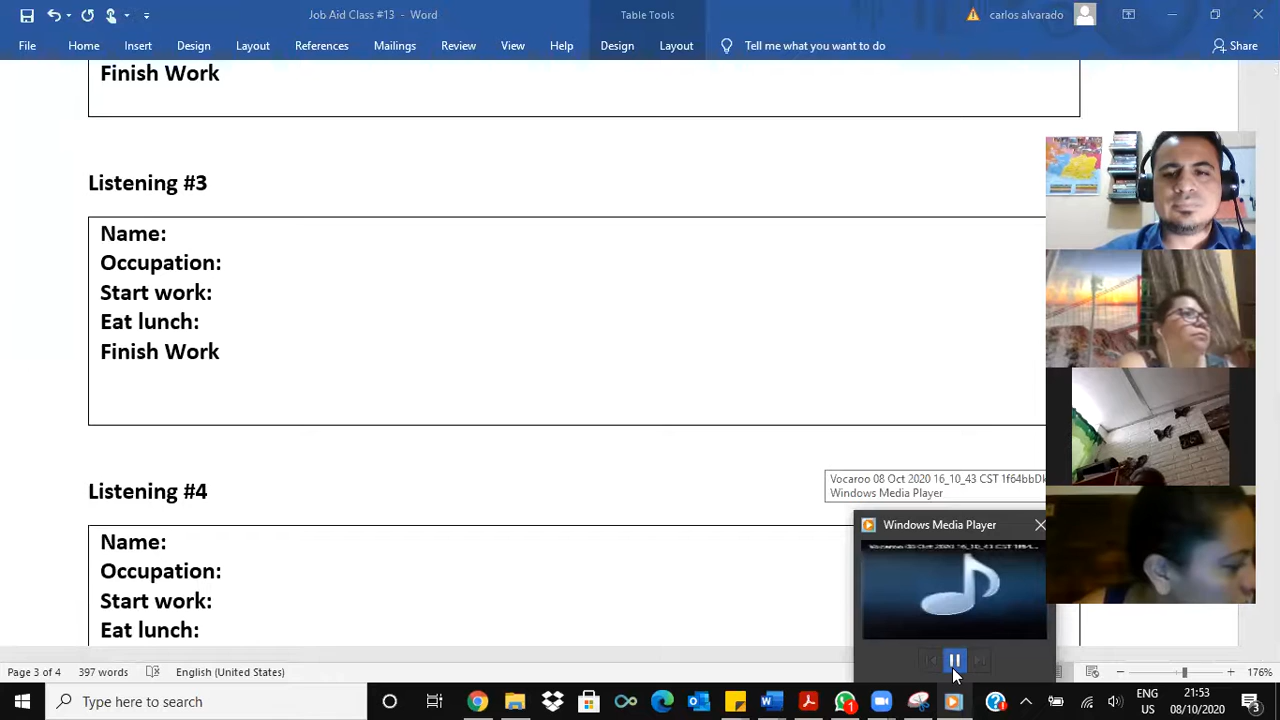 Job Aid Class #13 - Word
Table Tools
carlos alvarado
File
Home
Insert
Design
Layout
References
Mailings
Review
View
Help
Design
Layout
Tell me what you want to do
Share
Finish Work
Listening #3
Name:
Occupation:
Start work:
Eat lunch:
Finish Work
Listening #4
Vocaroo 08 Oct 2020 16_10_43 CST 1f64bbDk
Windows Media Player
Windows Media Player
Name:
Occupation:
Start work:
Eat lunch:
Page 3 of 4
397 words
English (United States)
176%
Type here to search
1
ENG
US
21:53
08/10/2020
3